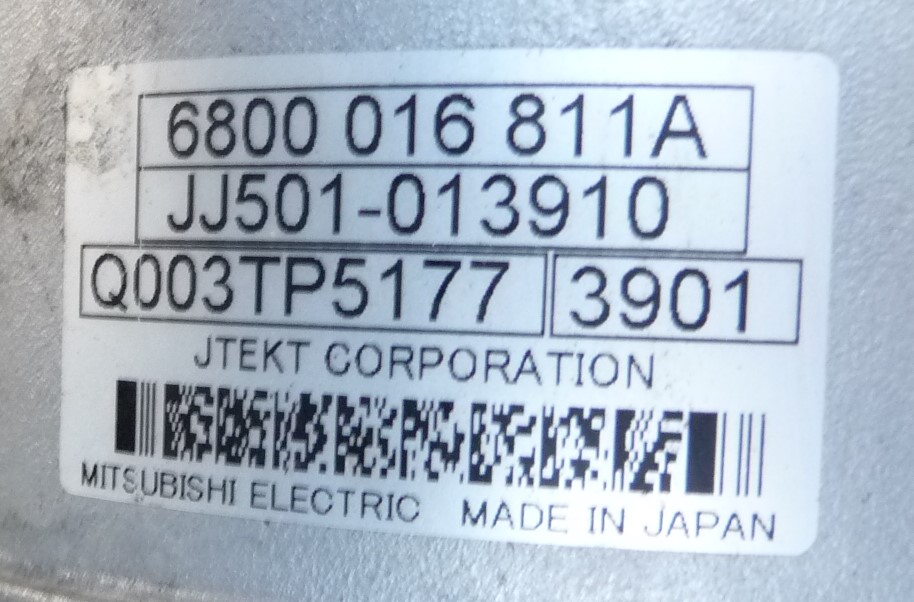 6800 016 811A
JJ501-013910
Q003TP5177 3901
JTEKT CORPORATION
MITSUBISHI ELECTRIC MADE IN JAPAN